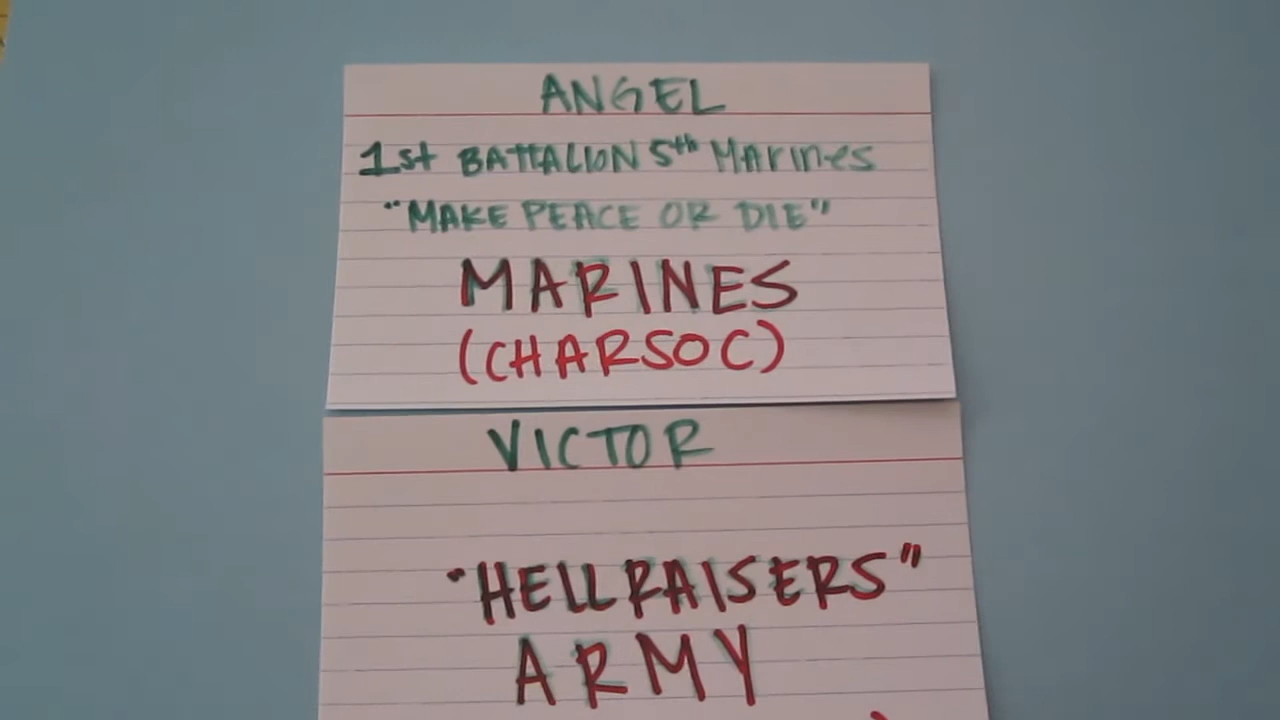 ANGEL
1st BATTALION 5th Marines
"MAKE PEACE OR DIE"
MARINES
(CHARSOC)
VICTOR
"HELLRAISERS"
ARMY